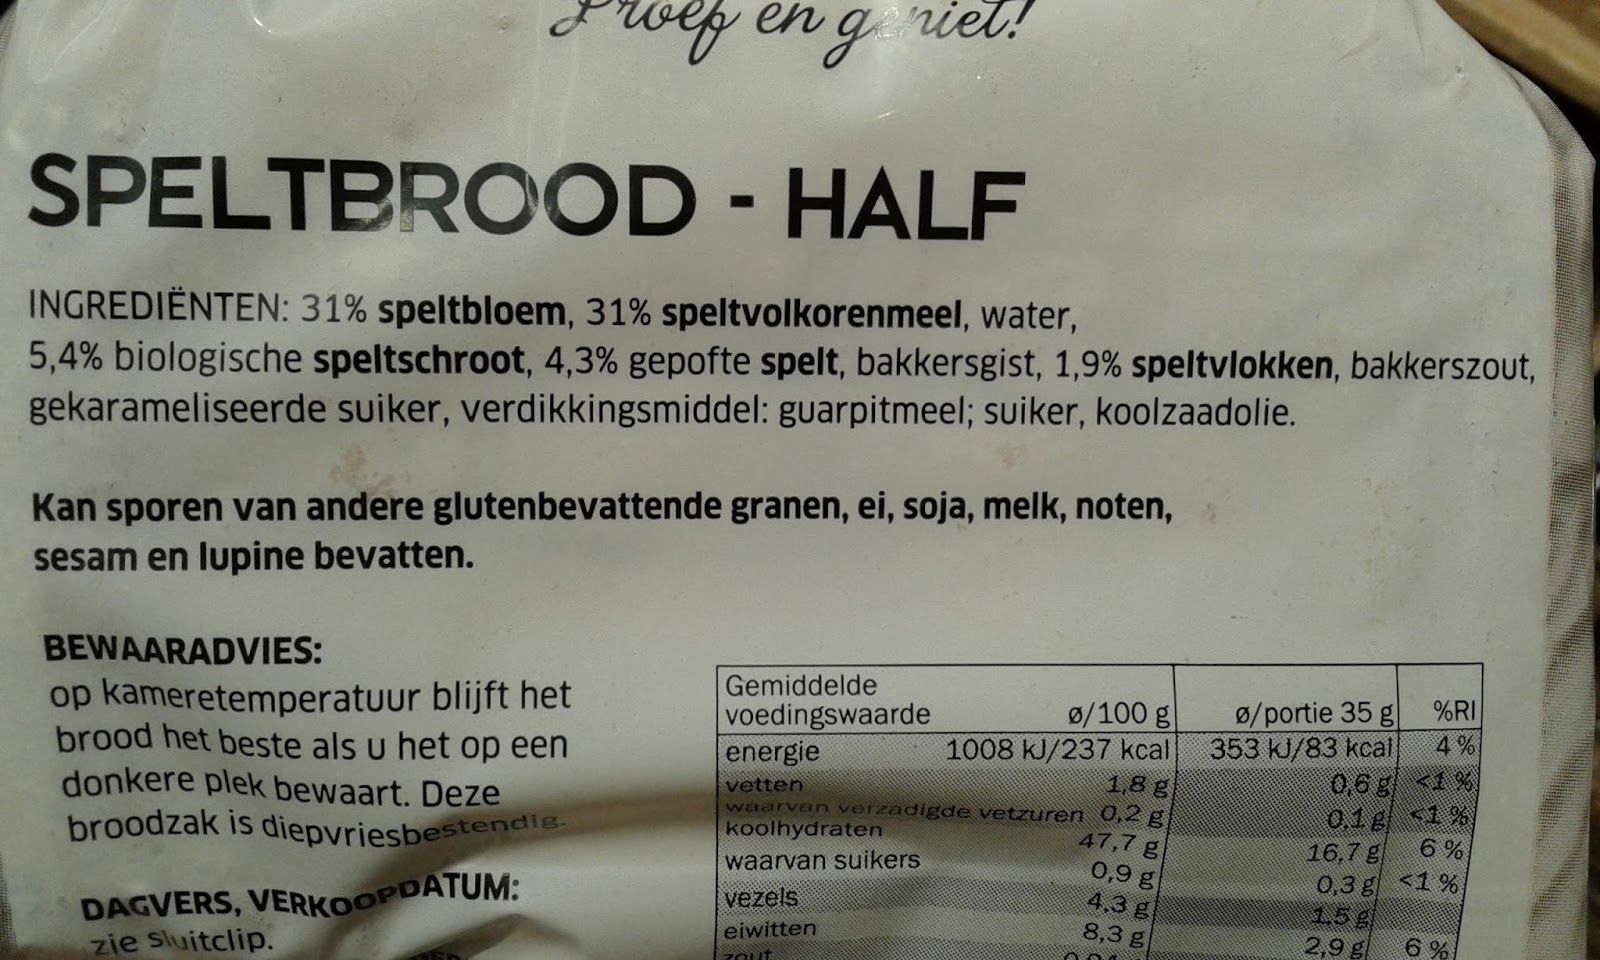 Proef en geniet!
SPELTBROOD - HALF
INGREDIËNTEN: 31% speltbloem, 31% speltvolkorenmeel, water,
5,4% biologische speltschroot, 4,3% gepofte spelt, bakkersgist, 1,9% speltvlokken, bakkerszout,
gekarameliseerde suiker, verdikkingsmiddel: guarpitmeel; suiker, koolzaadolie.
Kan sporen van andere glutenbevattende granen, ei, soja, melk, noten,
sesam en lupine bevatten.
BEWAARADVIES:
op kameretemperatuur blijft het
brood het beste als u het op een
donkere plek bewaart. Deze
broodzak is diepvriesbestendig.
DAGVERS, VERKOOPDATUM:
zie sluitclip.
Gemiddelde
voedingswaarde ø/100 g ø/portie 35 g %RI
energie 1008 kJ/237 kcal 353 kJ/83 kcal 4 %
vetten 1,8 g 0,6 g <1 %
waarvan verzadigde vetzuren 0,2 g 0,1 g <1 %
koolhydraten 47,7 g 16,7 g 6 %
waarvan suikers 0,9 g 0,3 g <1 %
vezels 4,3 g 1,5 g
eiwitten 8,3 g 2,9 g 6 %
zout